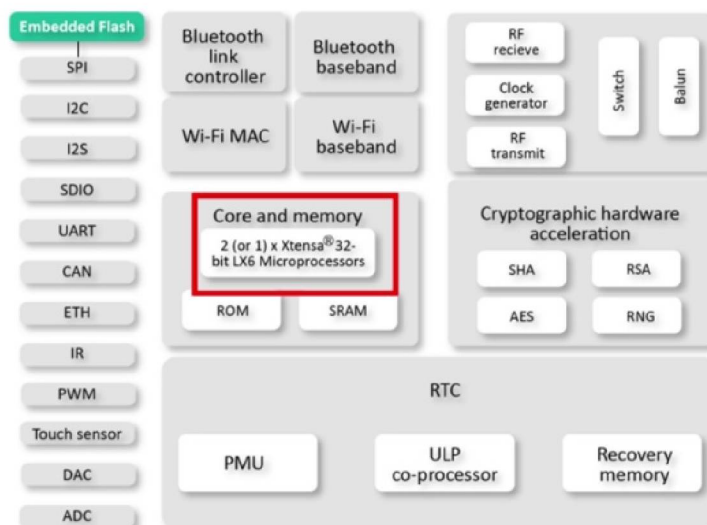 Embedded Flash
SPI
I2C
I2S
SDIO
UART
CAN
ETH
IR
PWM
Touch sensor
DAC
ADC
Bluetooth
link
controller
Bluetooth
baseband
Wi-Fi MAC
Wi-Fi
baseband
RF
recieve
Clock
generator
RF
transmit
Switch
Balun
Core and memory
2 (or 1) x Xtensa® 32-
bit LX6 Microprocessors
ROM
SRAM
Cryptographic hardware
acceleration
SHA
RSA
AES
RNG
RTC
PMU
ULP
co-processor
Recovery
memory